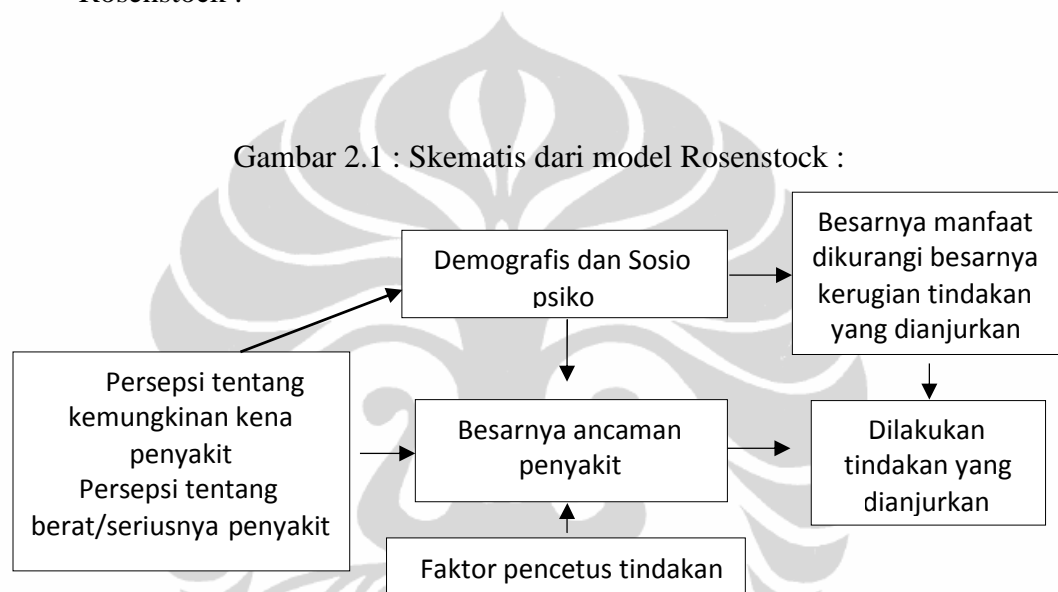 Rosenstock :
Gambar 2.1 : Skematis dari model Rosenstock :
Demografis dan Sosio
psiko
Besarnya manfaat
dikurangi besarnya
kerugian tindakan
yang dianjurkan
Persepsi tentang
kemungkinan kena
penyakit
Persepsi tentang
berat/seriusnya penyakit
Besarnya ancaman
penyakit
Dilakukan
tindakan yang
dianjurkan
Faktor pencetus tindakan